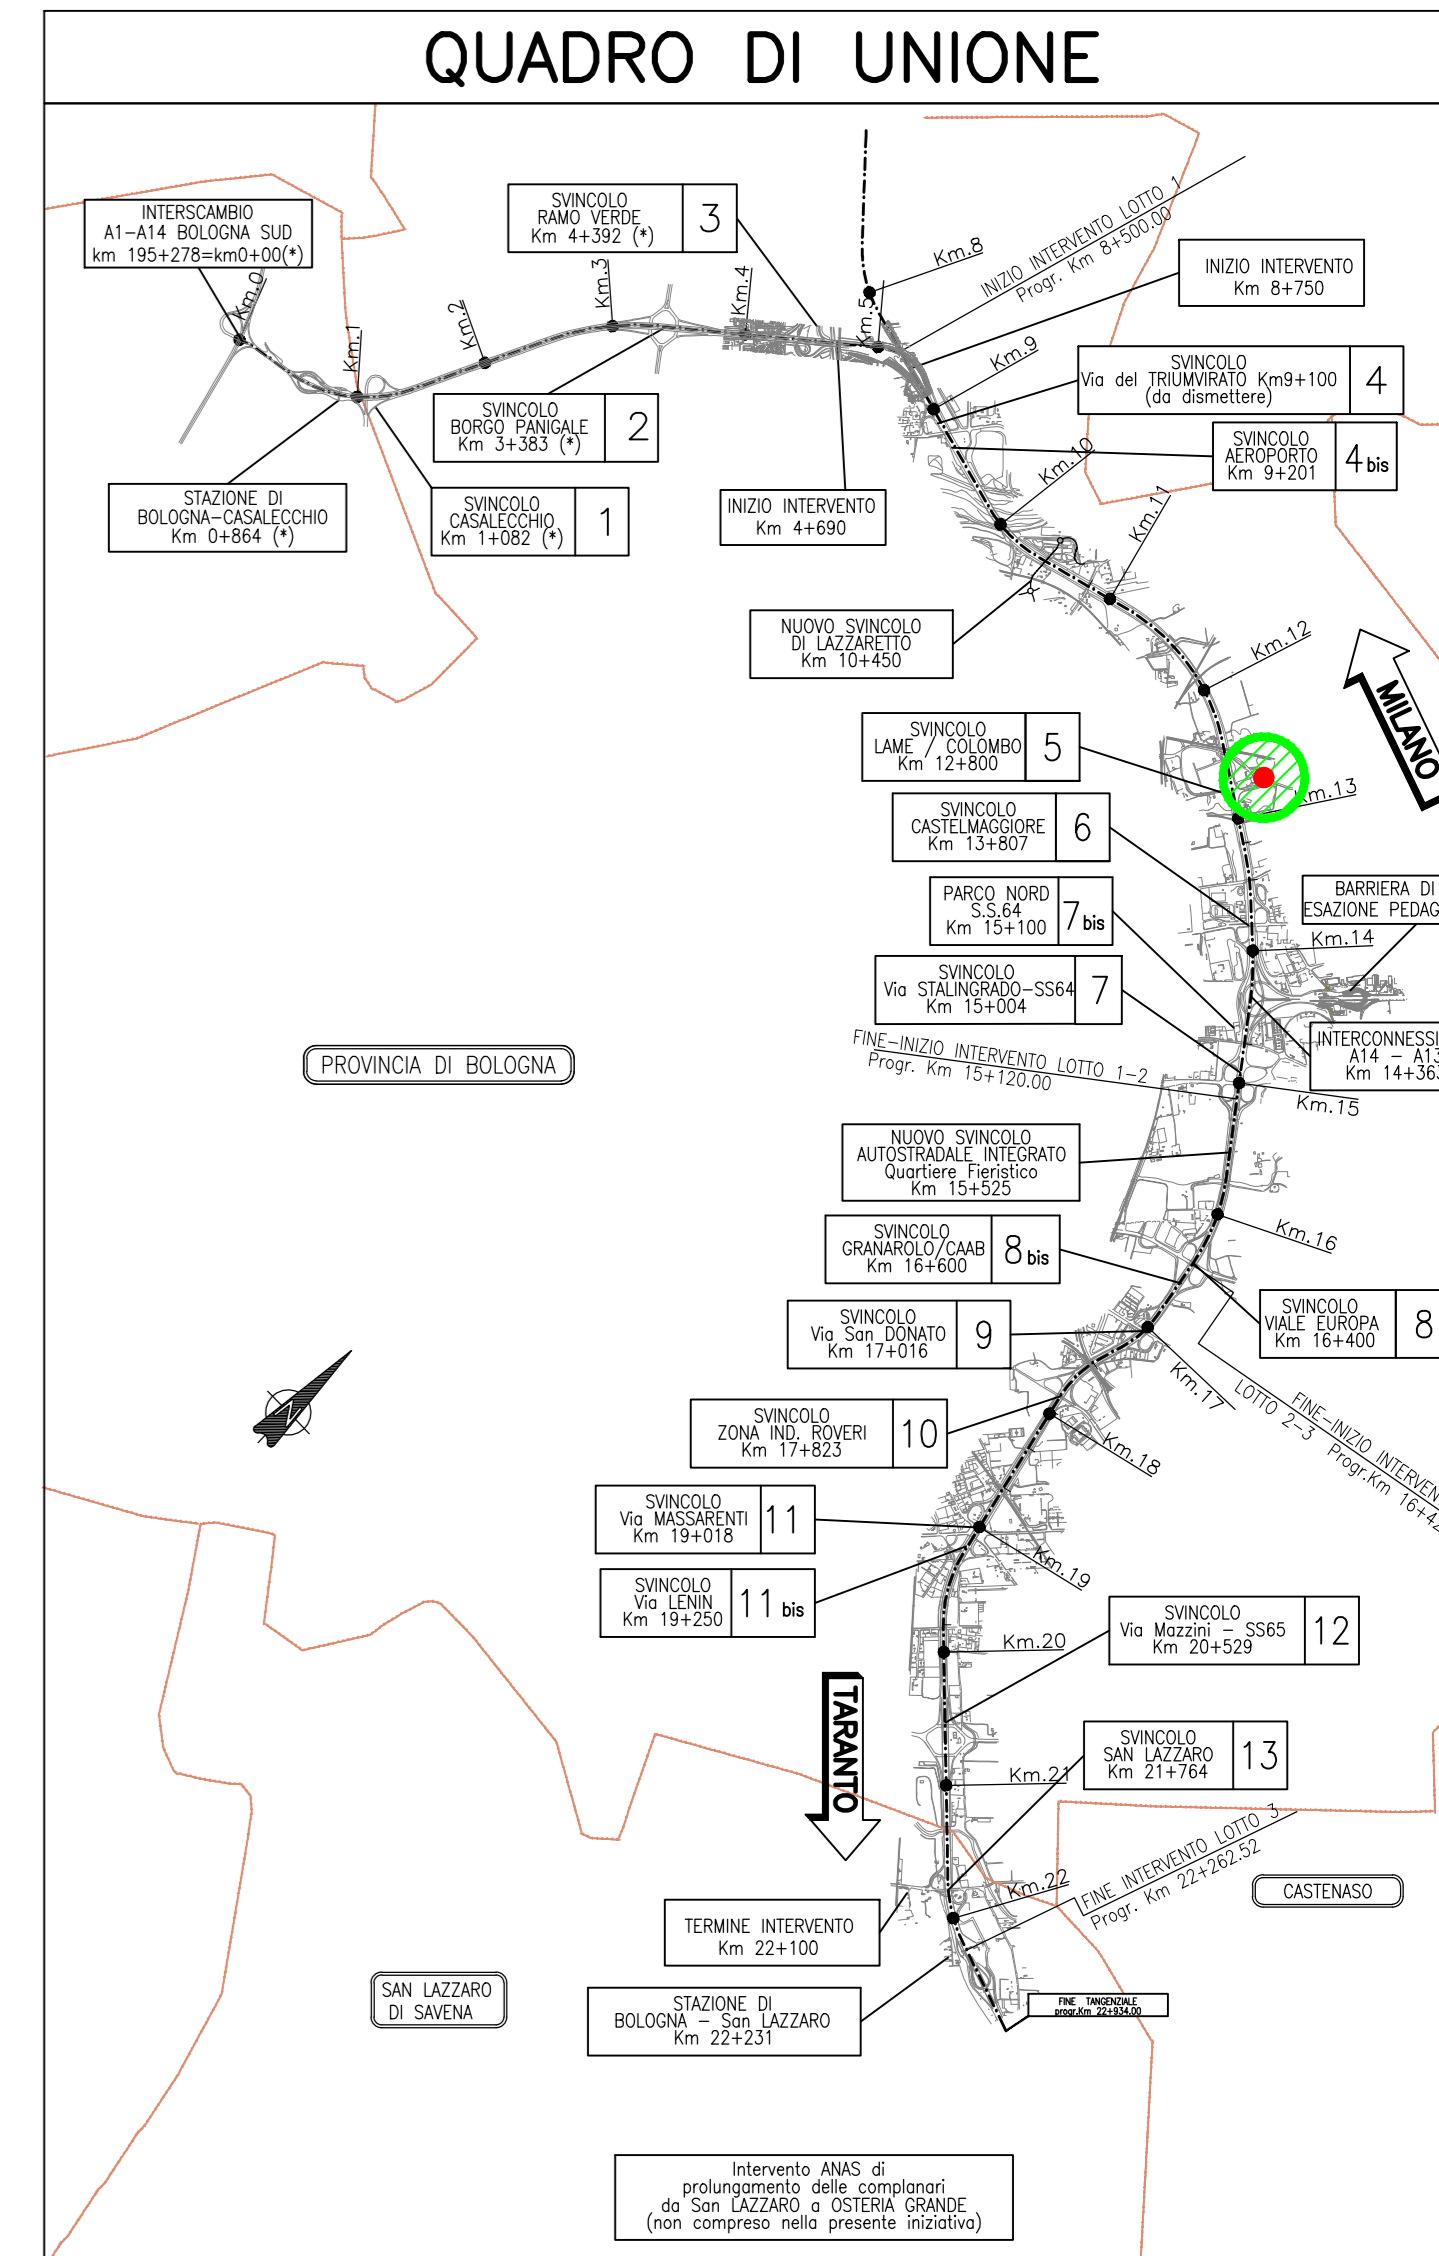 QUADRO DI UNIONE
INTERSCAMBIO
A1-A14 BOLOGNA SUD
km 195+278=km0+00(*)
SVINCOLO
RAMO VERDE
Km 4+392 (*)
3
Km.0
Km.1
Km.2
Km.3
Km.4
Km.5
Km.8
INIZIO INTERVENTO LOTTO 1
Progr. Km 8+500.00
INIZIO INTERVENTO
Km 8+750
Km.9
SVINCOLO
Via del TRIUMVIRATO Km9+100
(da dismettere)
4
SVINCOLO
BORGO PANIGALE
Km 3+383 (*)
2
SVINCOLO
AEROPORTO
Km 9+201
4 bis
STAZIONE DI
BOLOGNA-CASALECCHIO
Km 0+864 (*)
SVINCOLO
CASALECCHIO
Km 1+082 (*)
1
INIZIO INTERVENTO
Km 4+690
Km.10
Km.11
NUOVO SVINCOLO
DI LAZZARETTO
Km 10+450
Km.12
MILANO
SVINCOLO
LAME / COLOMBO
Km 12+800
5
Km.13
SVINCOLO
CASTELMAGGIORE
Km 13+807
6
PARCO NORD
S.S.64
Km 15+100
7 bis
BARRIERA DI
Km.14
SVINCOLO
Via STALINGRADO-SS64
Km 15+004
7
FINE-INIZIO INTERVENTO LOTTO 1-2
Progr. Km 15+120.00
A14 - A13
Km 14+363
PROVINCIA DI BOLOGNA
Km.15
NUOVO SVINCOLO
AUTOSTRADALE INTEGRATO
Quartiere Fieristico
Km 15+525
Km.16
SVINCOLO
GRANAROLO/CAAB
Km 16+600
8 bis
SVINCOLO
VIALE EUROPA
Km 16+400
8
SVINCOLO
Via San DONATO
Km 17+016
9
Km.17
FINE-INIZIO
LOTTO 2-3 Progr.Km
SVINCOLO
ZONA IND. ROVERI
Km 17+823
10
Km.18
SVINCOLO
Via MASSARENTI
Km 19+018
11
Km.19
SVINCOLO
Via LENIN
Km 19+250
11 bis
SVINCOLO
Via Mazzini - SS65
Km 20+529
12
Km.20
TARANTO
SVINCOLO
SAN LAZZARO
Km 21+764
13
Km.21
FINE INTERVENTO LOTTO 3
Progr. Km 22+262.52
Km.22
CASTENASO
TERMINE INTERVENTO
Km 22+100
SAN LAZZARO
DI SAVENA
STAZIONE DI
BOLOGNA - San LAZZARO
Km 22+231
FINE TANGENZIALE
progr.Km 22+934.00
Intervento ANAS di
prolungamento delle complanari
da San LAZZARO a OSTERIA GRANDE
(non compreso nella presente iniziativa)